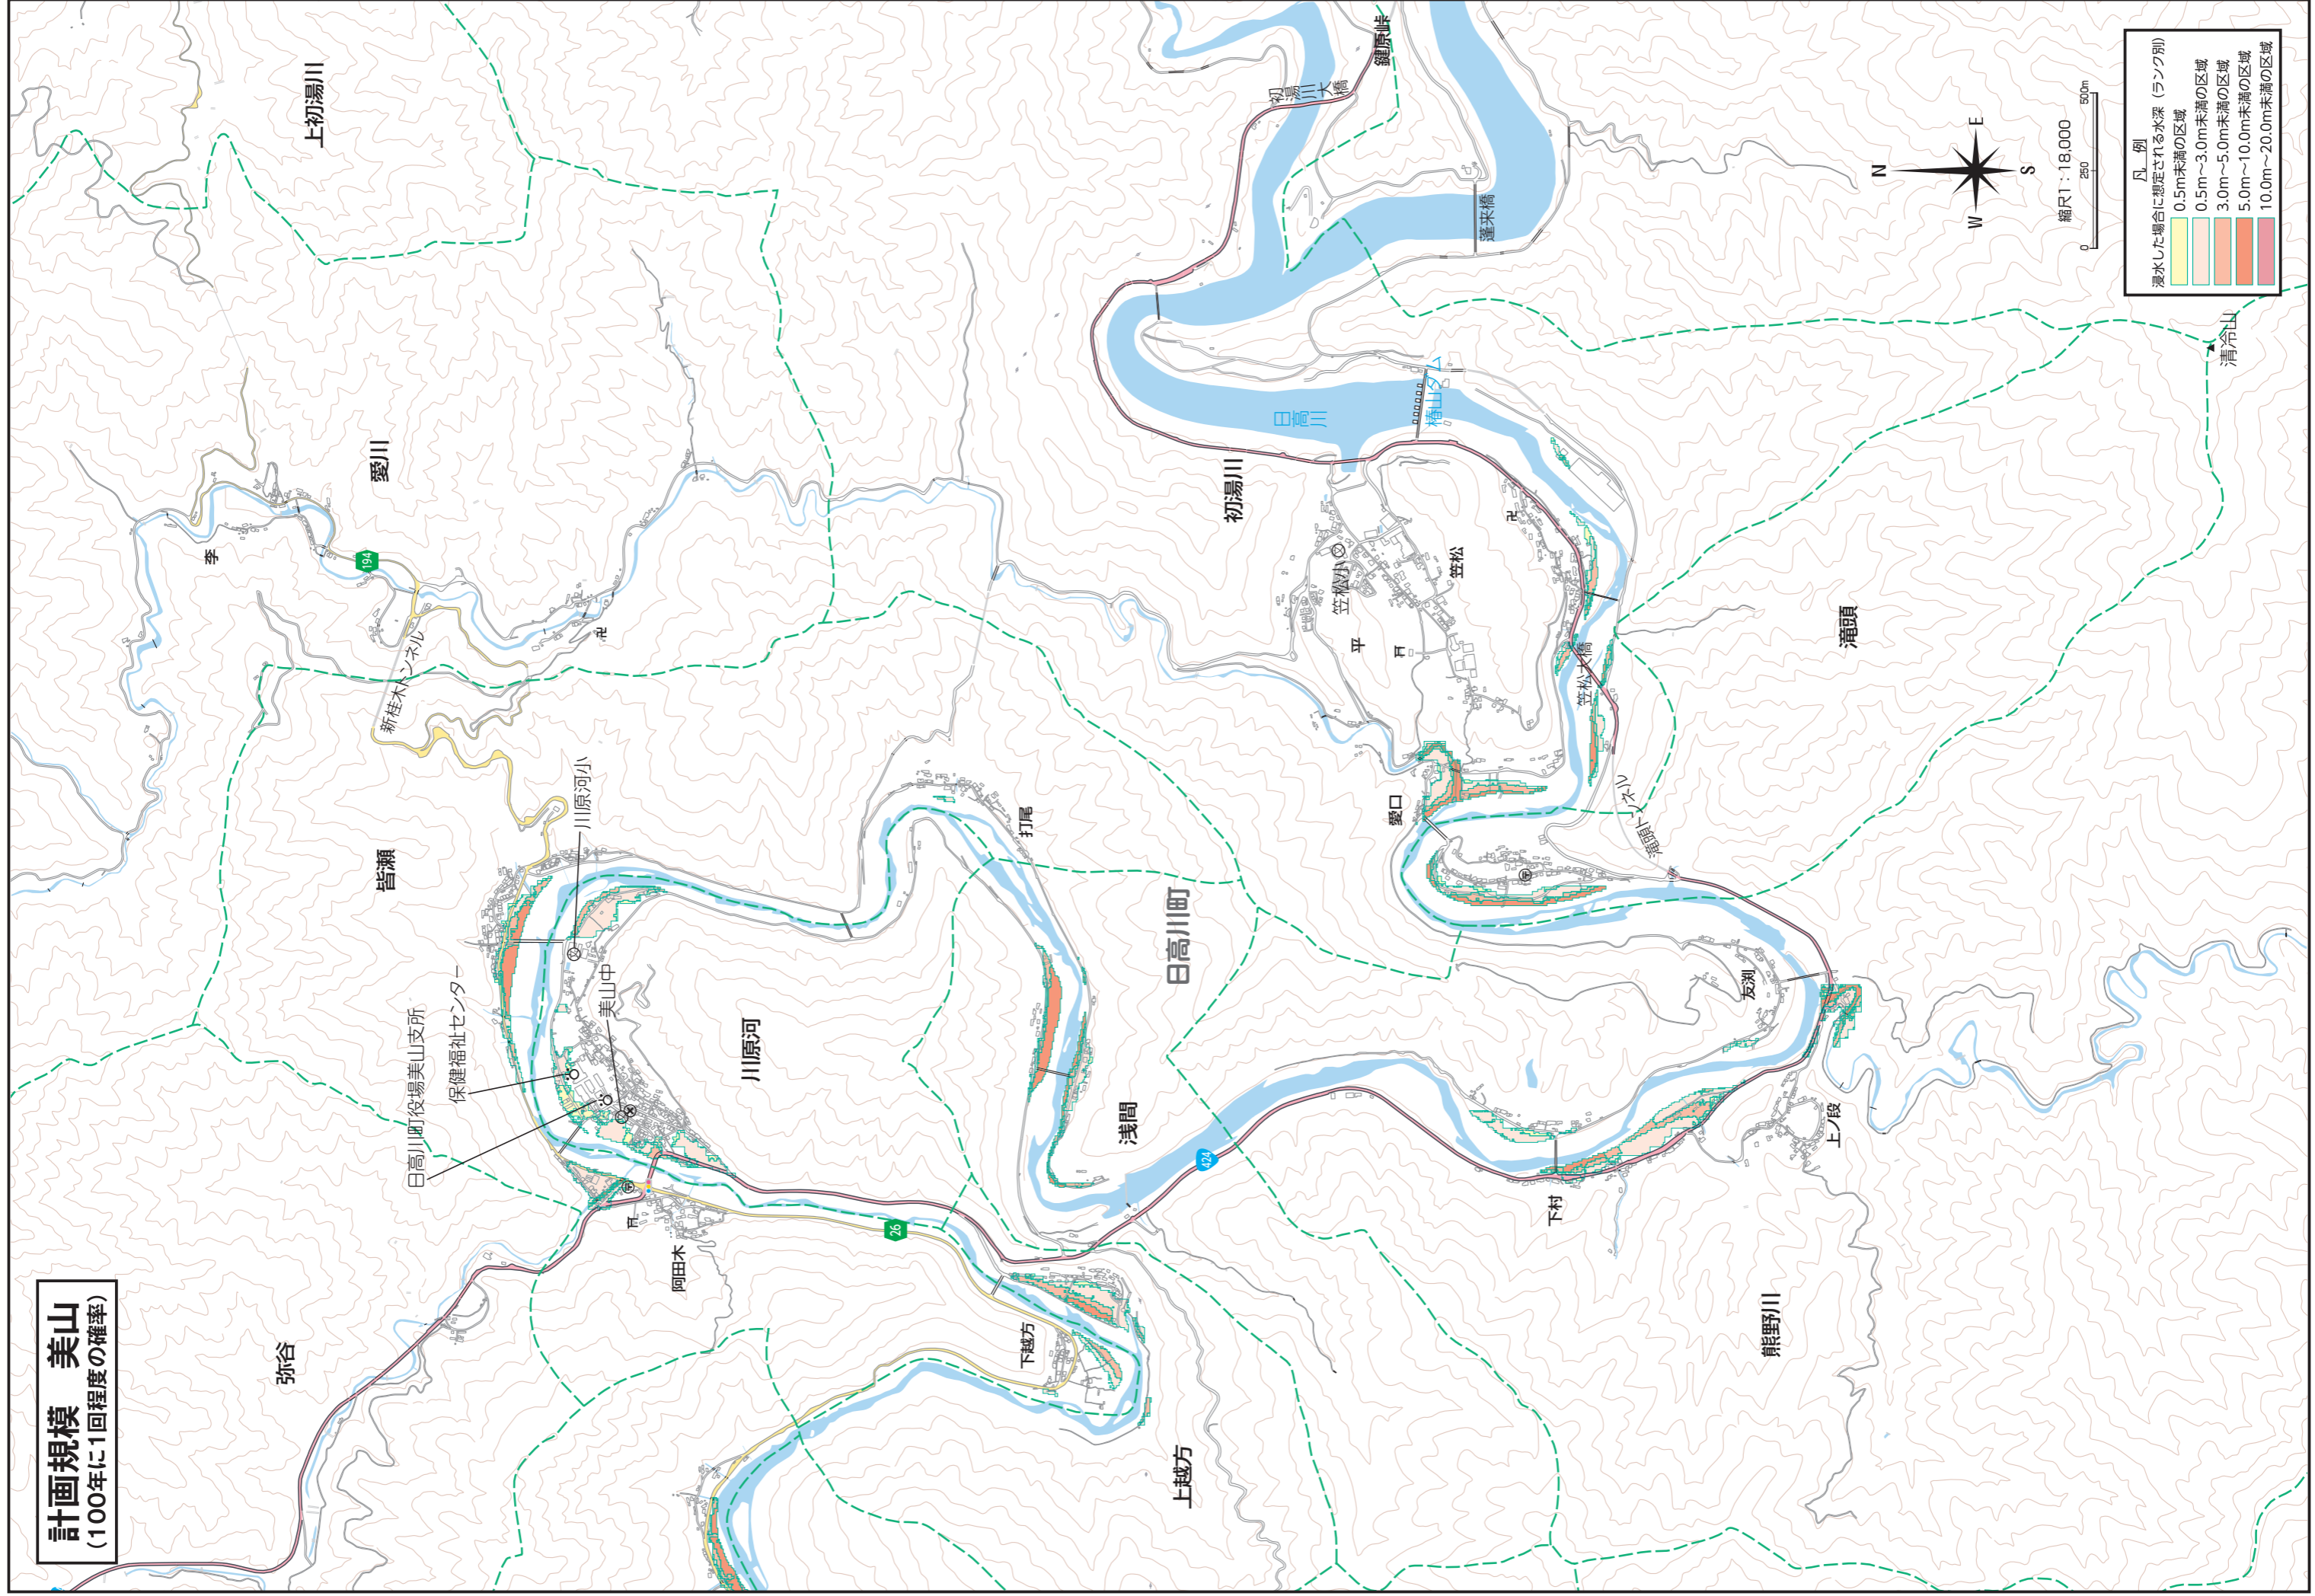 計画規模　美山
(100年に1回程度の確率)
弥谷
皆瀬
愛川
上初湯川
李
194
新桂木トンネル
日高川町役場美山支所
保健福祉センター
美山中
川原河小
川原河
阿田木
26
打尾
浅間
日高川町
下越方
上越方
424
初湯川
日高川
椿山ダム
初湯川大橋
鍵原峠
蓬来橋
笠松小
笠松
平
愛口
笠松大橋
滝頭トンネル
滝頭
友渕
下村
上ノ段
熊野川
清冷山
N
E
S
W
縮尺1：18,000
0
250
500m
凡　例
浸水した場合に想定される水深（ランク別）
0.5m未満の区域
0.5m～3.0m未満の区域
3.0m～5.0m未満の区域
5.0m～10.0m未満の区域
10.0m～20.0m未満の区域